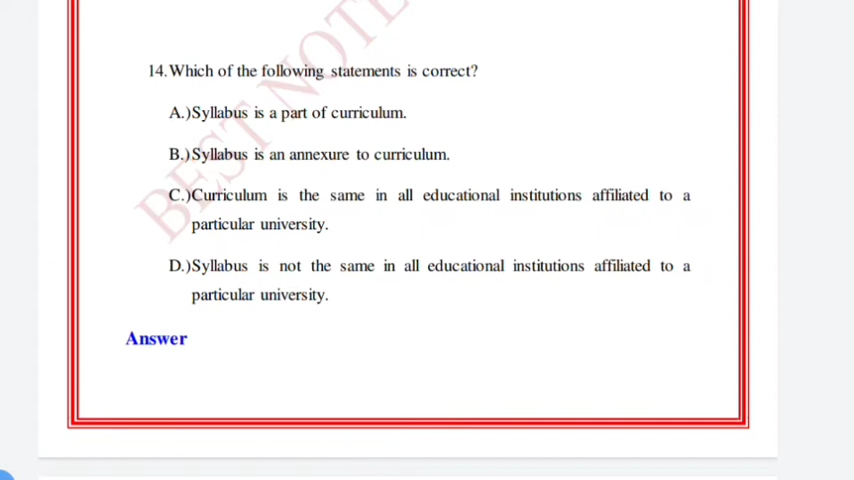 BEST NOTE
14.Which of the following statements is correct?
A.)Syllabus is a part of curriculum.
B.)Syllabus is an annexure to curriculum.
C.)Curriculum is the same in all educational institutions affiliated to a
particular university.
D.)Syllabus is not the same in all educational institutions affiliated to a
particular university.
Answer